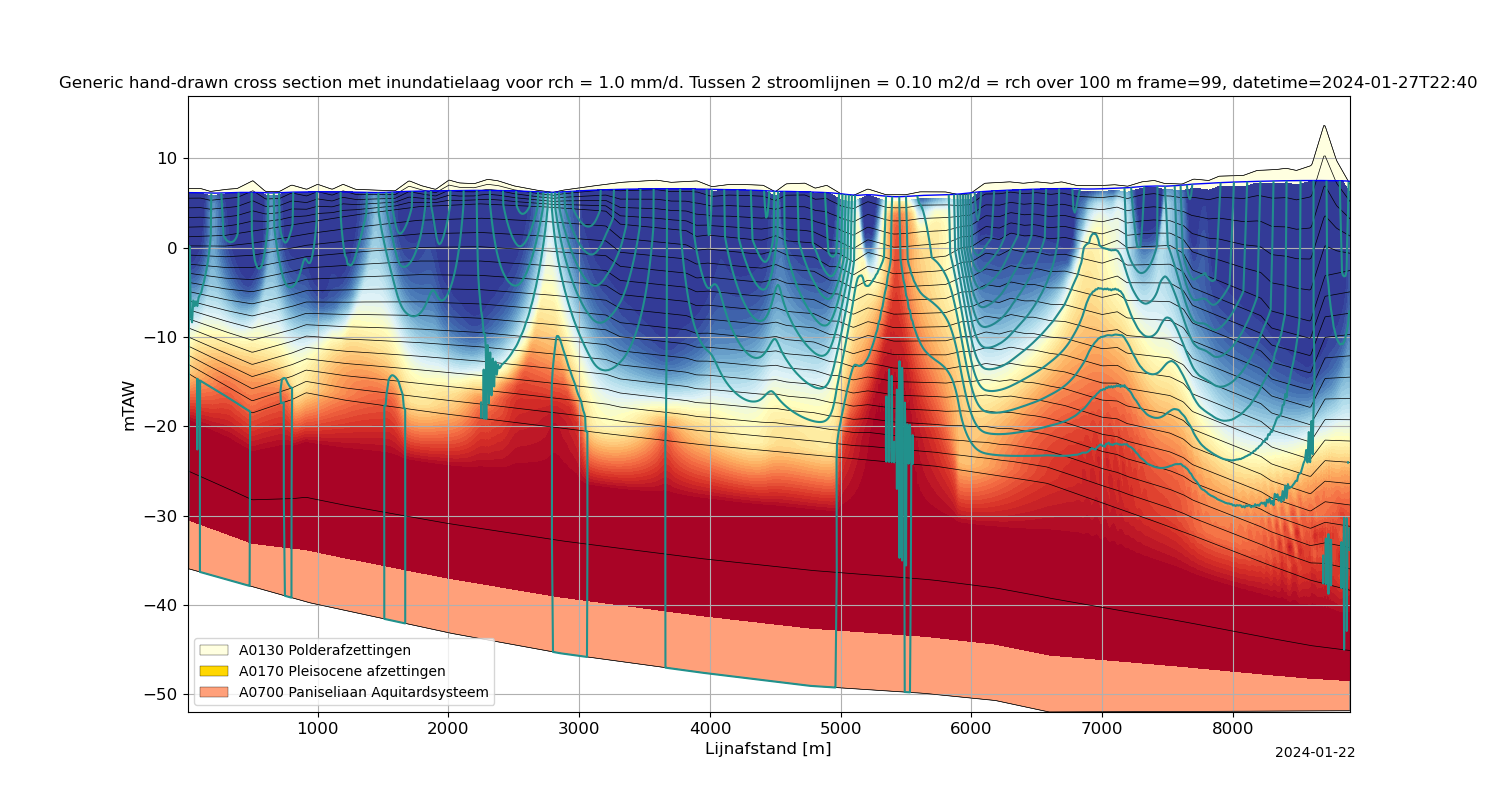 Generic hand-drawn cross section met inundatielaag voor rch = 1.0 mm/d. Tussen 2 stroomlijnen = 0.10 m2/d = rch over 100 m frame=99, datetime=2024-01-27T22:40
10
0
−10
−20
−30
−40
−50
mTAW
A0130 Polderafzettingen
A0170 Pleisocene afzettingen
A0700 Paniseliaan Aquitardsysteem
1000 2000 3000 4000 5000 6000 7000 8000
Lijnafstand [m]
2024-01-22